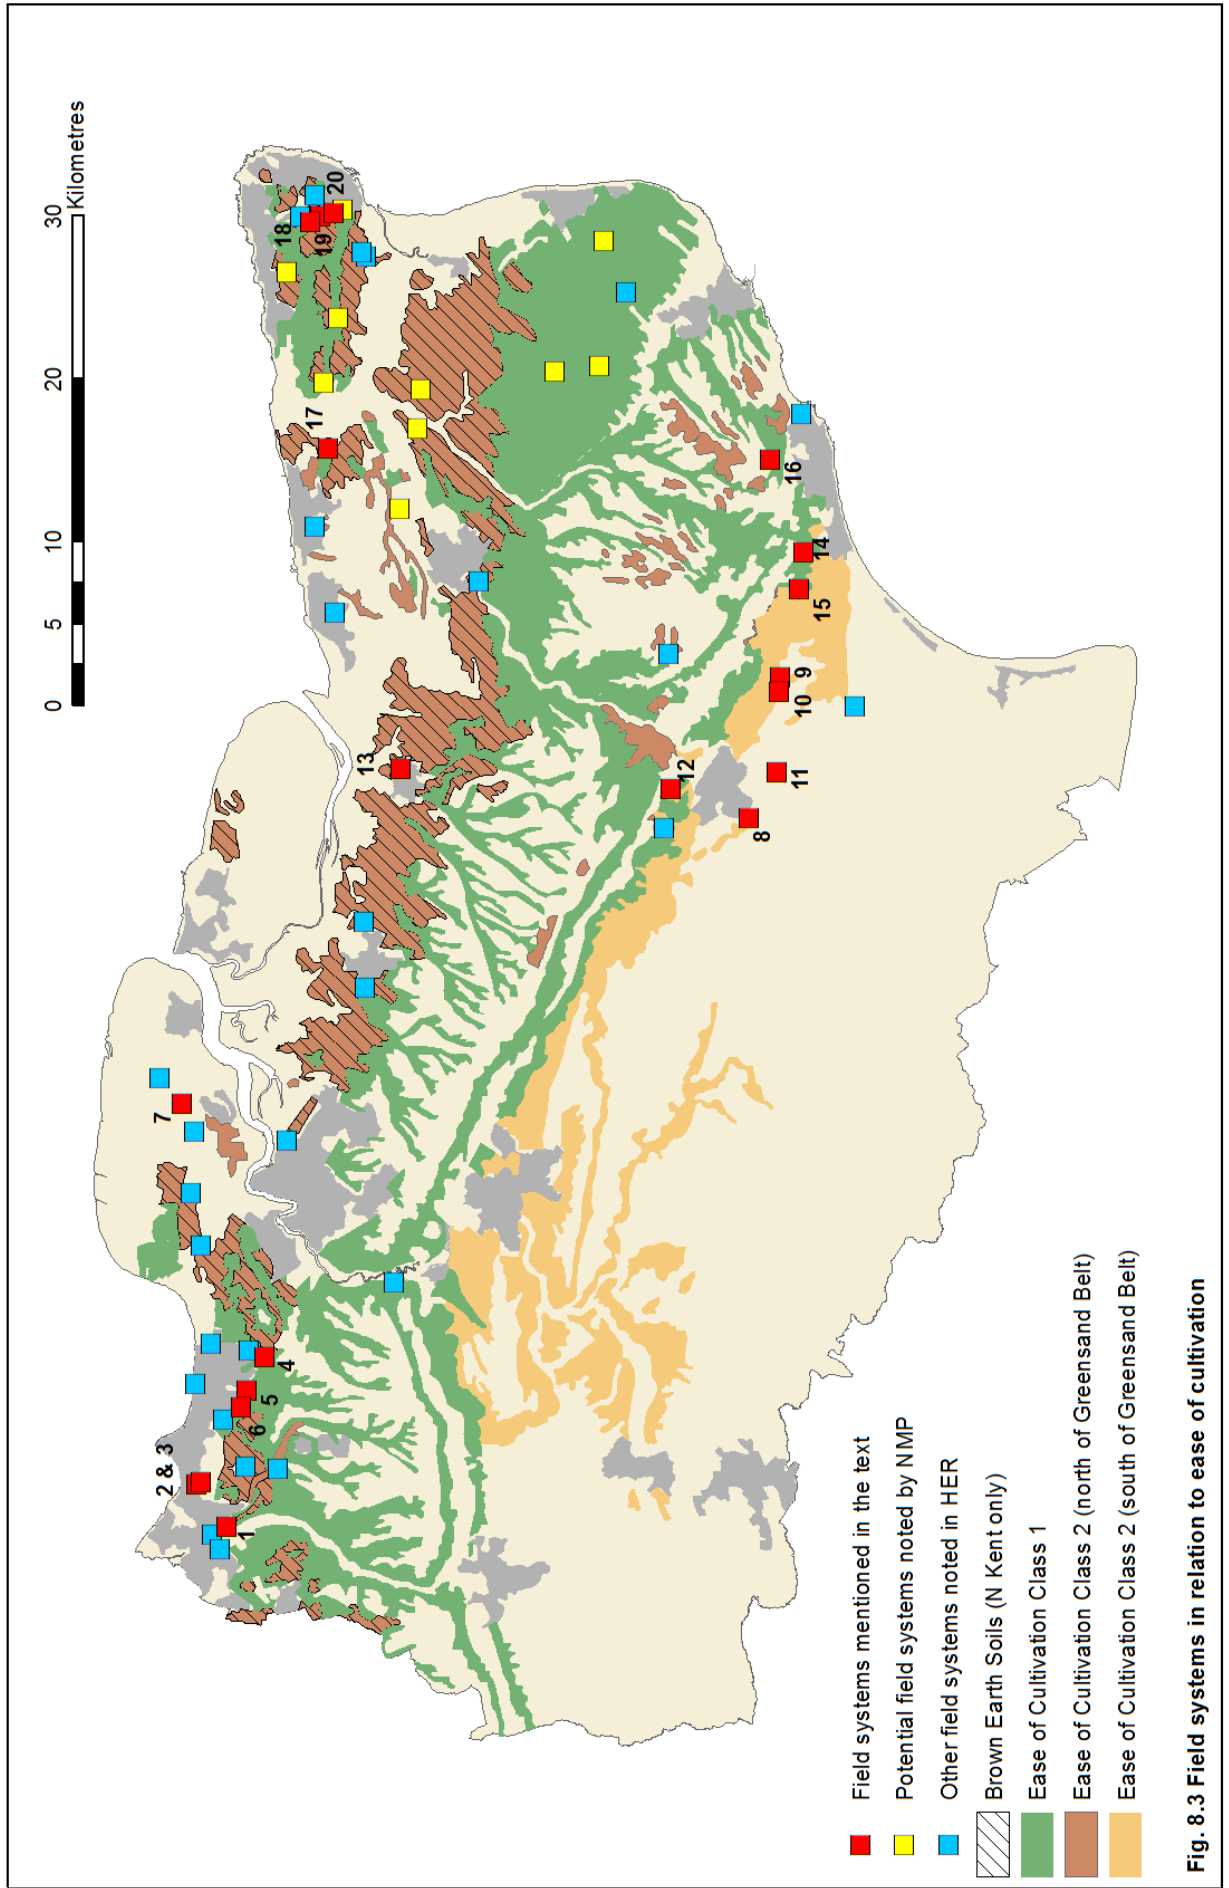 0 5 10 20 30
Kilometres
2 & 3
1
6
5
4
7
13
17
18
19
20
12
8
11
10
9
15
14
16
Field systems mentioned in the text
Potential field systems noted by NMP
Other field systems noted in HER
Brown Earth Soils (N Kent only)
Ease of Cultivation Class 1
Ease of Cultivation Class 2 (north of Greensand Belt)
Ease of Cultivation Class 2 (south of Greensand Belt)
Fig. 8.3 Field systems in relation to ease of cultivation